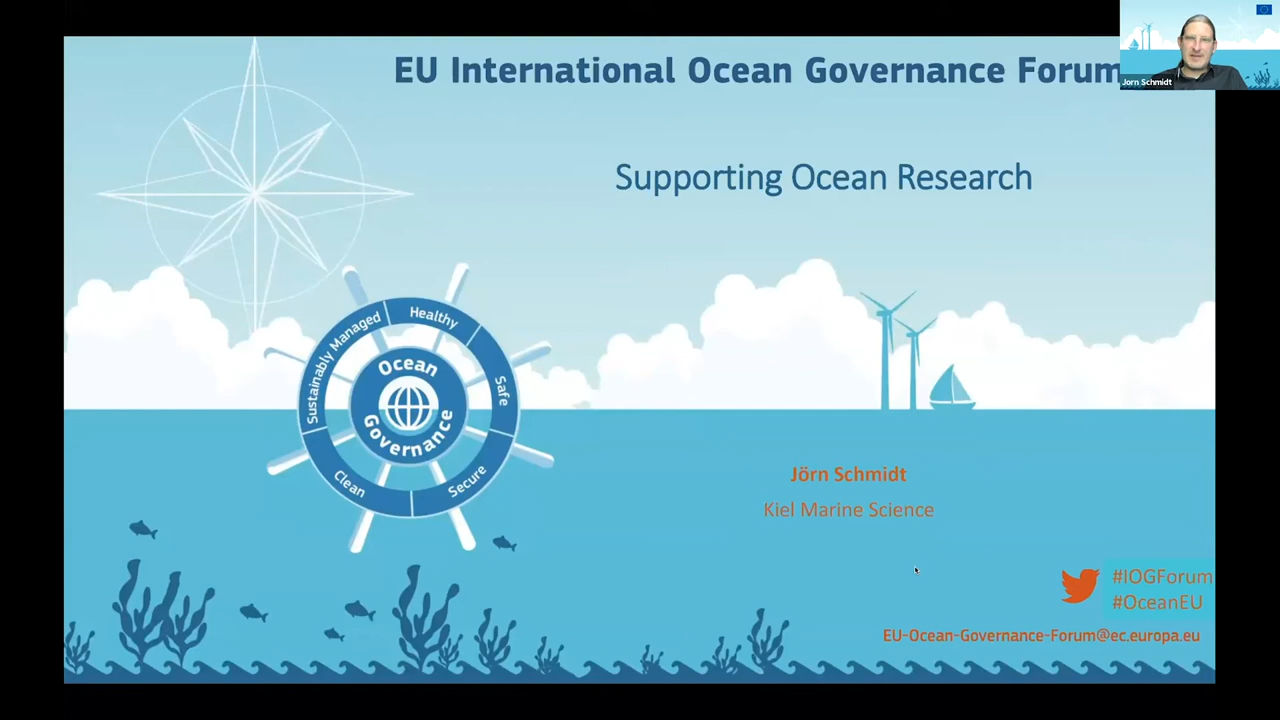 EU International Ocean Governance Forum
Jorn Schmidt
Supporting Ocean Research
Sustainably Managed
Healthy
Safe
Secure
Clean
Ocean
Governance
Jörn Schmidt
Kiel Marine Science
#IOGForum
#OceanEU
EU-Ocean-Governance-Forum@ec.europa.eu